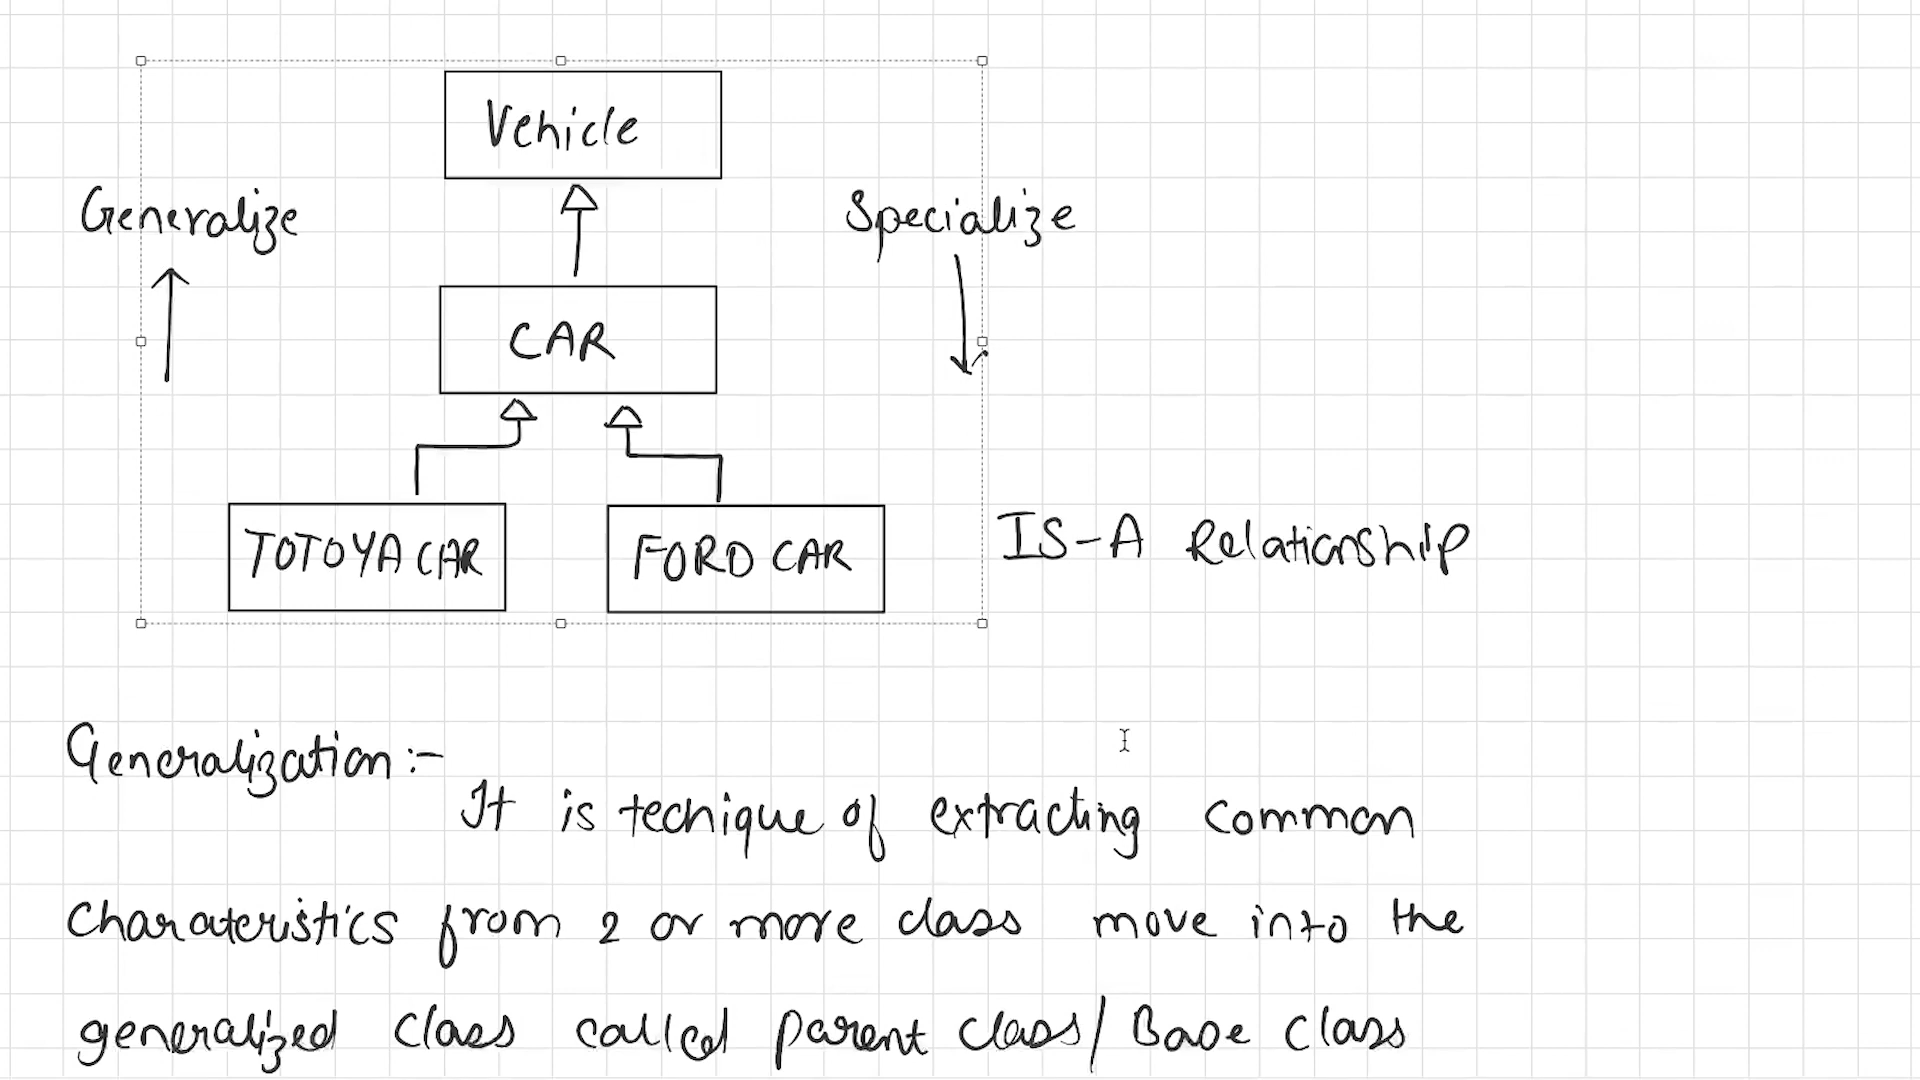 Vehicle
Generalize
Specialize
CAR
TOTOYA CAR
FORD CAR
IS-A Relationship
Generalization:-
It is techique of extracting common
charateristics from 2 or more class move into the
generalized class called parent class/ Base class